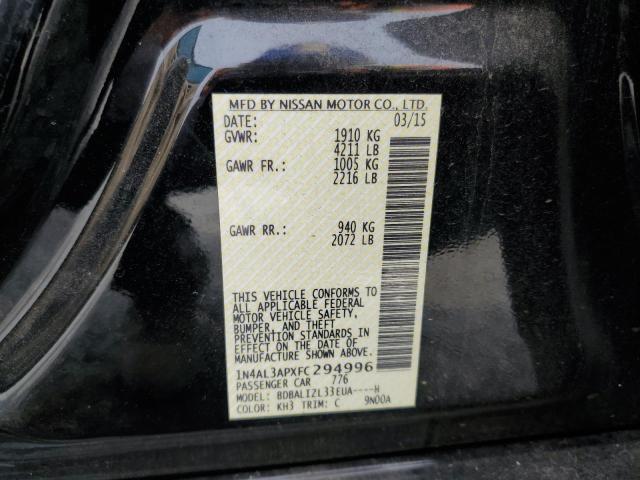 MFD BY NISSAN MOTOR CO., LTD.
DATE: 03/15
GVWR: 1910 KG
4211 LB
GAWR FR.: 1005 KG
2216 LB
GAWR RR.: 940 KG
2072 LB
THIS VEHICLE CONFORMS TO
ALL APPLICABLE FEDERAL
MOTOR VEHICLE SAFETY,
BUMPER, AND THEFT
PREVENTION STANDARDS IN
EFFECT ON THE DATE OF
MANUFACTURE SHOWN ABOVE.
1N4AL3APXFC294996
PASSENGER CAR 776
MODEL: BDBALIZL33EUA----H
COLOR: KH3 TRIM: C 9N00A